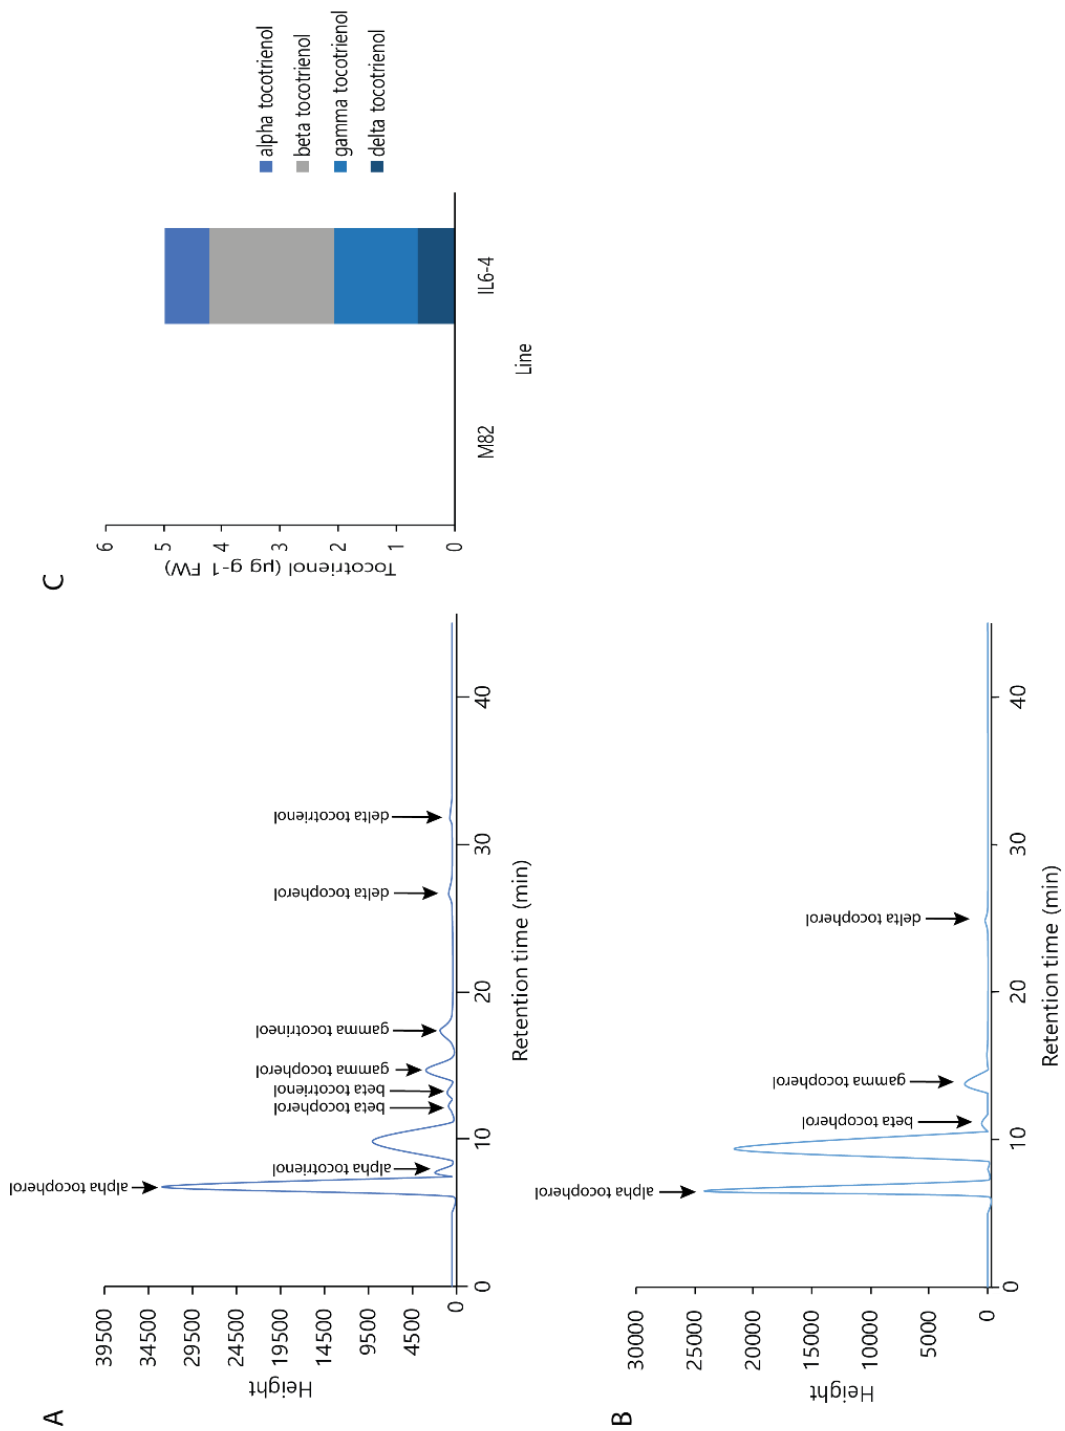 A
Height
39500
34500
29500
24500
19500
14500
9500
4500
0
0
10
20
30
40
Retention time (min)
alpha tocopherol
alpha tocotrienol
beta tocopherol
beta tocotrienol
gamma tocopherol
gamma tocotrineol
delta tocopherol
delta tocotrienol
B
Height
30000
25000
20000
15000
10000
5000
0
0
10
20
30
40
Retention time (min)
alpha tocopherol
beta tocopherol
gamma tocopherol
delta tocopherol
C
Tocotrienol (µg g-1 FW)
6
5
4
3
2
1
0
M82
IL6-4
Line
alpha tocotrienol
beta tocotrienol
gamma tocotrienol
delta tocotrienol